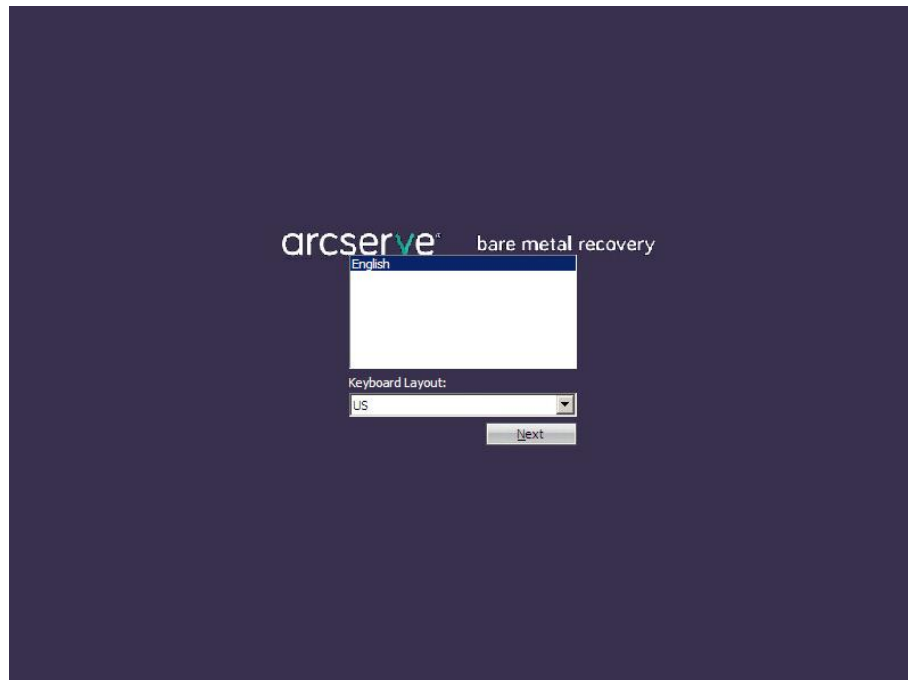 arcserve® bare metal recovery
English
Keyboard Layout:
US
Next